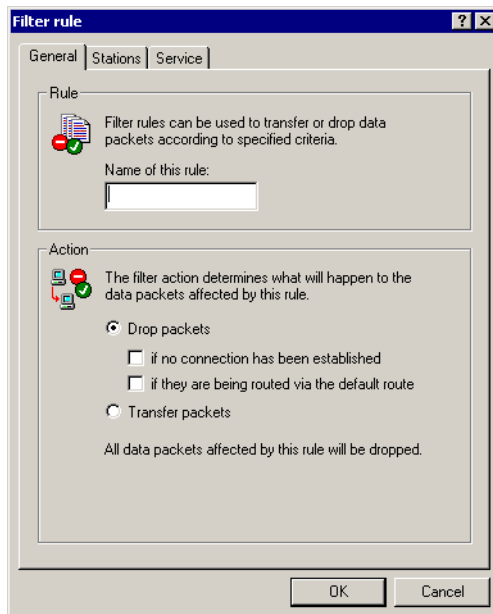 Filter rule
General
Stations
Service
Rule
Filter rules can be used to transfer or drop data
packets according to specified criteria.
Name of this rule:
Action
The filter action determines what will happen to the
data packets affected by this rule.
Drop packets
if no connection has been established
if they are being routed via the default route
Transfer packets
All data packets affected by this rule will be dropped.
OK
Cancel